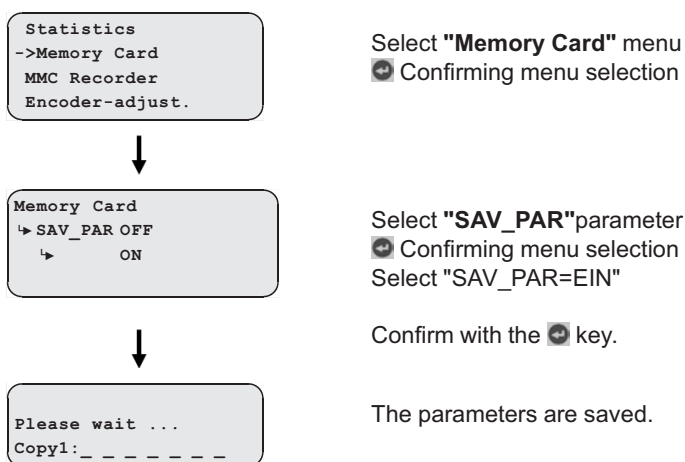 Statistics
->Memory Card
MMC Recorder
Encoder-adjust.
Select "Memory Card" menu
Confirming menu selection
Memory Card
↳ SAV_PAR OFF
↳ ON
Select "SAV_PAR"parameter
Confirming menu selection
Select "SAV_PAR=EIN"
Confirm with the key.
Please wait ...
Copy1:_ _ _ _ _ _ _
The parameters are saved.